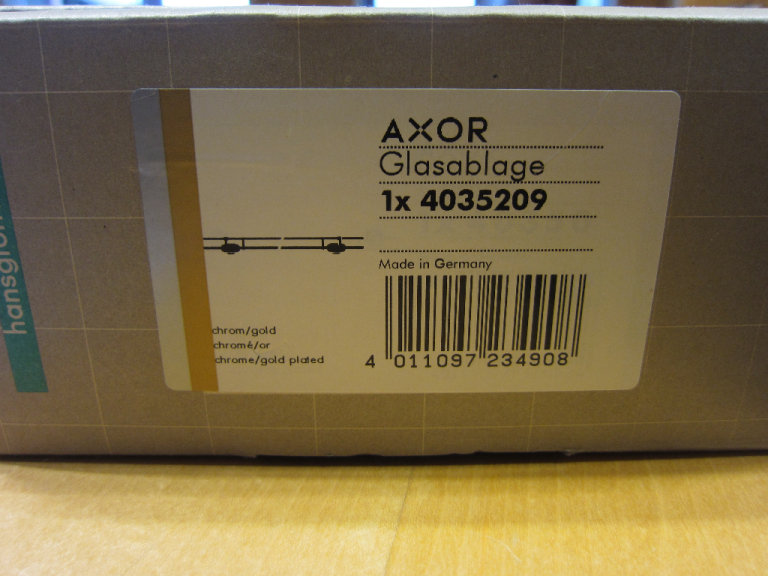 AXOR
Glasablage
1x 4035209
Made in Germany
chrom/gold
chromé/or
chrome/gold plated
4 011097 234908